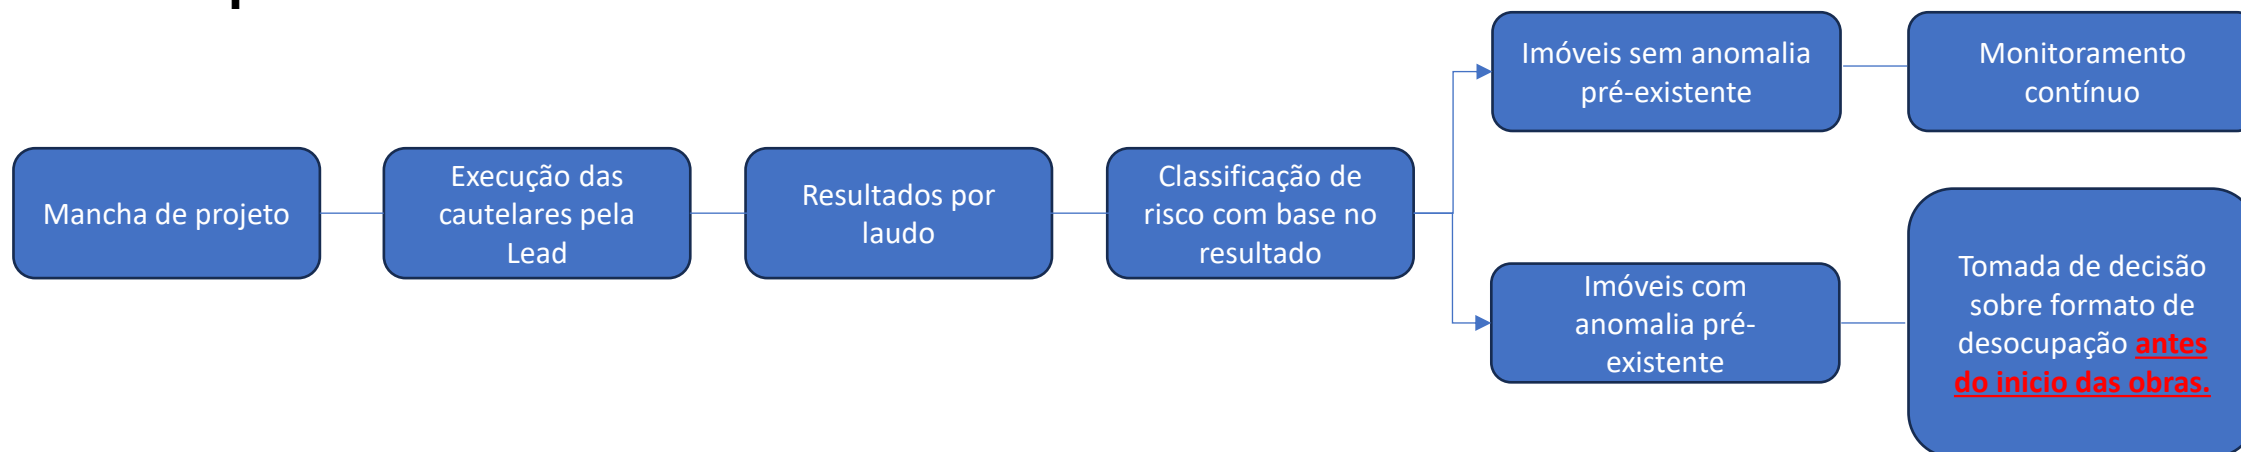 Mancha de projeto
Execução das
cautelares pela
Lead
Resultados por
laudo
Classificação de
risco com base no
resultado
Imóveis sem anomalia
pré-existente
Monitoramento
contínuo
Imóveis com
anomalia pré-
existente
Tomada de decisão
sobre formato de
desocupação antes
do inicio das obras.